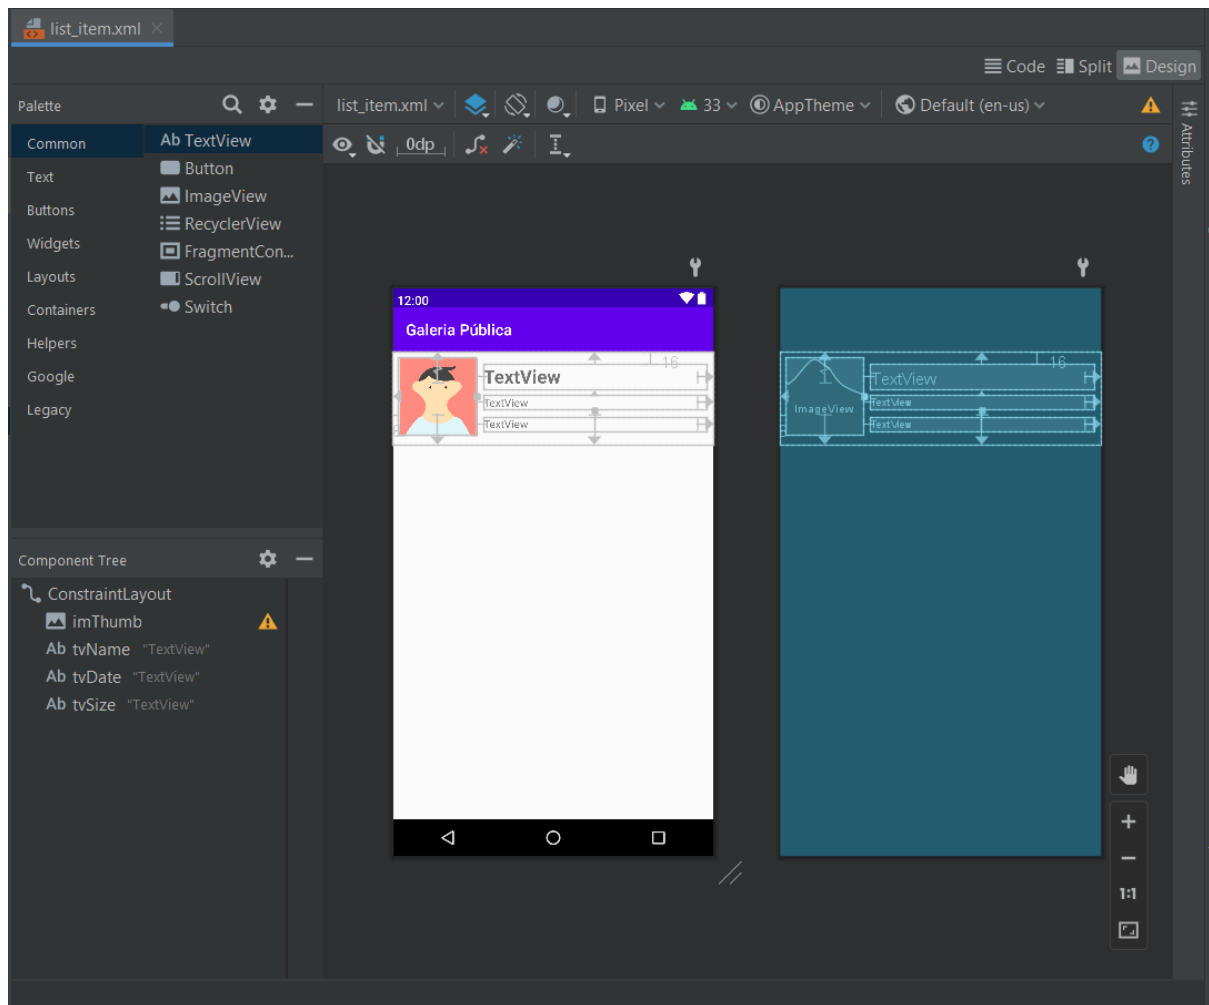 list_item.xml
Code Split Design
Palette
list_item.xml Pixel 33 AppTheme Default (en-us)
Common
Text
Buttons
Widgets
Layouts
Containers
Helpers
Google
Legacy
Ab TextView
Button
ImageView
RecyclerView
FragmentCon...
ScrollView
Switch
0dp
Attributes
12:00
Galeria Pública
16
TextView
TextView
TextView
8
16
TextView
ImageView
TextView
TextView
8
Component Tree
ConstraintLayout
imThumb
Ab tvName "TextView"
Ab tvDate "TextView"
Ab tvSize "TextView"
1:1